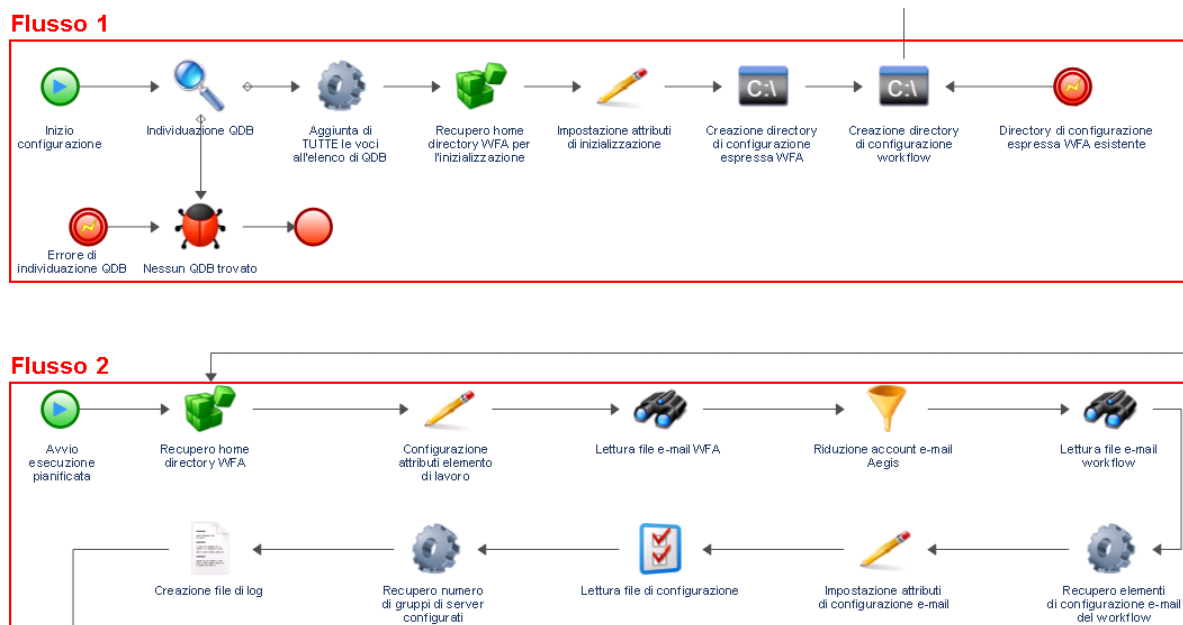 Flusso 1
C:\
C:\
Inizio
configurazione
Individuazione QDB
Aggiunta di
TUTTE le voci
all'elenco di QDB
Recupero home
directory WFA per
l'inizializzazione
Impostazione attributi
di inizializzazione
Creazione directory
di configurazione
espressa WFA
Creazione directory
di configurazione
workflow
Directory di configurazione
espressa WFA esistente
Errore di
individuazione QDB
Nessun QDB trovato
Flusso 2
Avvio
esecuzione
pianificata
Recupero home
directory WFA
Configurazione
attributi elemento
di lavoro
Lettura file e-mail WFA
Riduzione account e-mail
Aegis
Lettura file e-mail
workflow
Creazione file di log
Recupero numero
di gruppi di server
configurati
Lettura file di configurazione
Impostazione attributi
di configurazione e-mail
Recupero elementi
di configurazione e-mail
del workflow